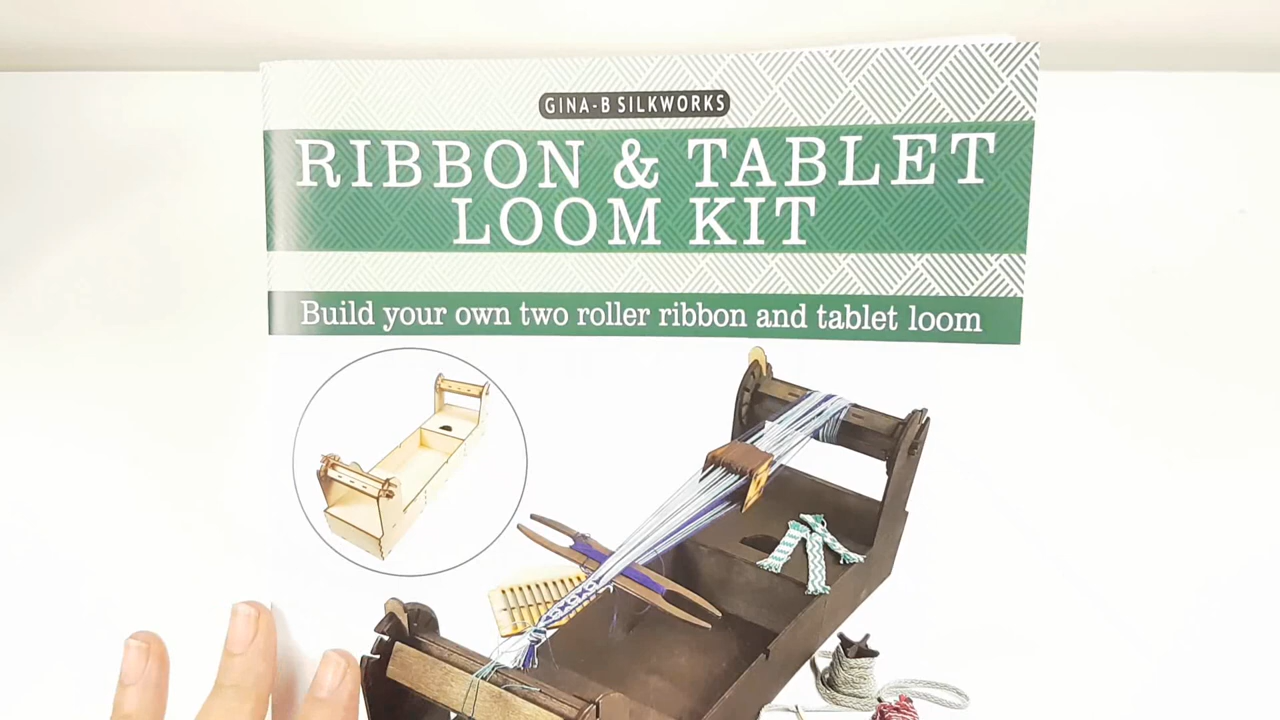 GINA-B SILKWORKS
RIBBON & TABLET
LOOM KIT
Build your own two roller ribbon and tablet loom